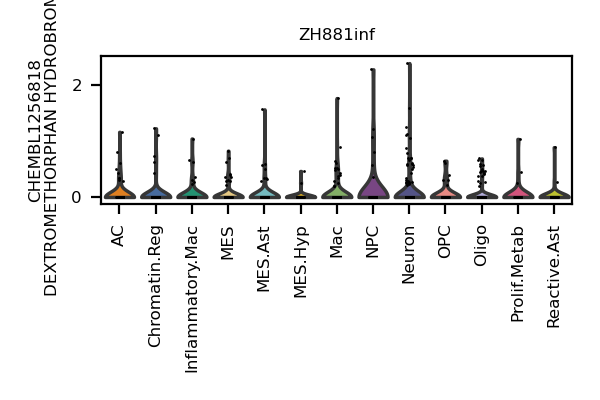 ZH881inf
CHEMBL1256818
DEXTROMETHORPHAN HYDROBROM
2
0
AC
Chromatin.Reg
Inflammatory.Mac
MES
MES.Ast
MES.Hyp
Mac
NPC
Neuron
OPC
Oligo
Prolif.Metab
Reactive.Ast